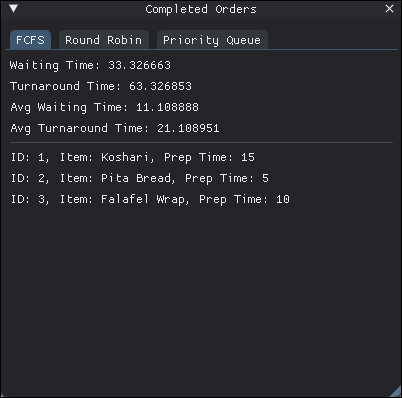 Completed Orders
FCFS Round Robin Priority Queue
Waiting Time: 33.326663
Turnaround Time: 63.326853
Avg Waiting Time: 11.108888
Avg Turnaround Time: 21.108951
ID: 1, Item: Koshari, Prep Time: 15
ID: 2, Item: Pita Bread, Prep Time: 5
ID: 3, Item: Falafel Wrap, Prep Time: 10